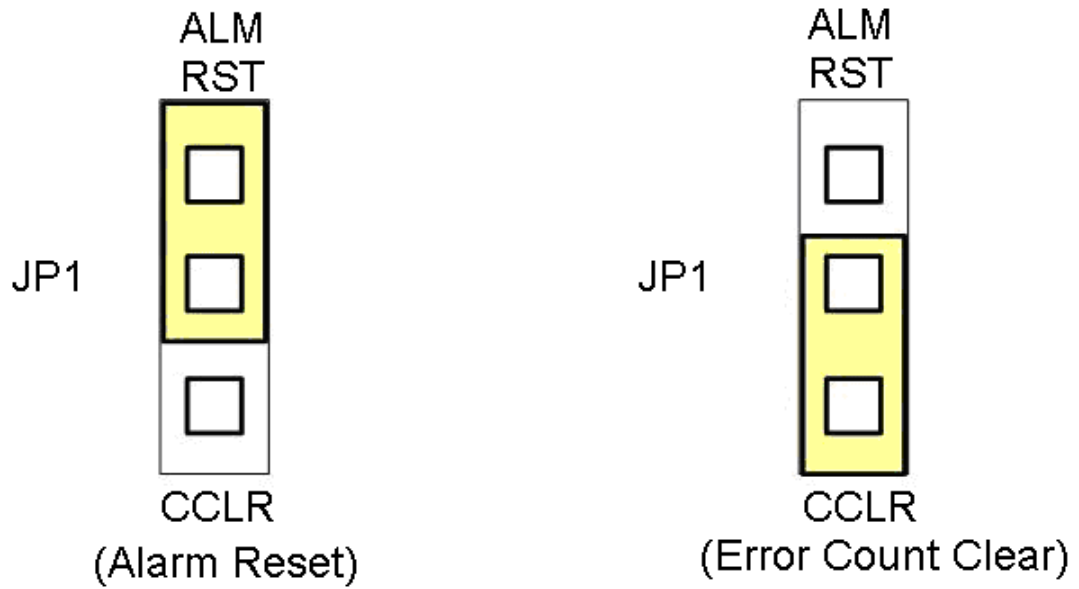 ALM
RST
JP1
CCLR
(Alarm Reset)
ALM
RST
JP1
CCLR
(Error Count Clear)